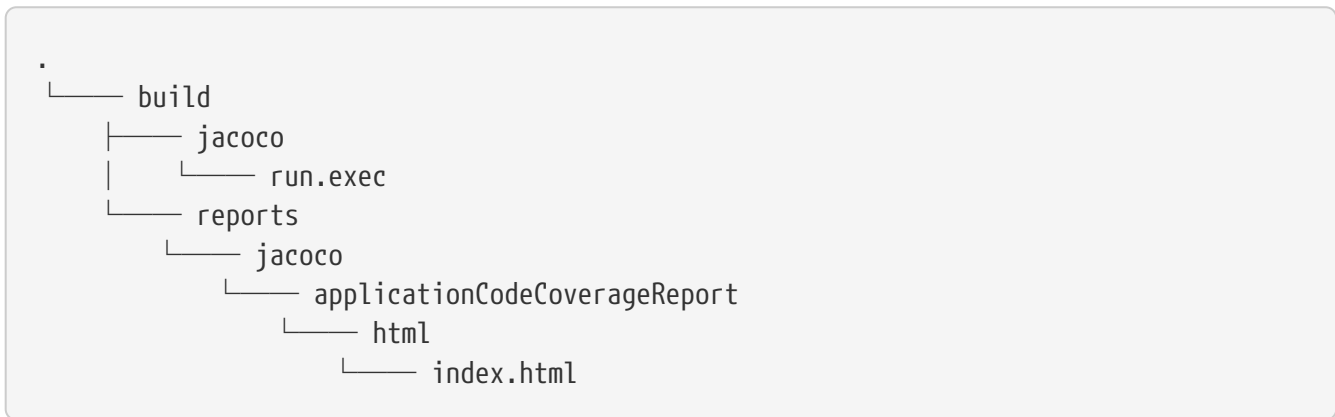 .
└──── build
    ├──── jacoco
    │    └──── run.exec
    └──── reports
        └──── jacoco
            └──── applicationCodeCoverageReport
                └──── html
                    └──── index.html